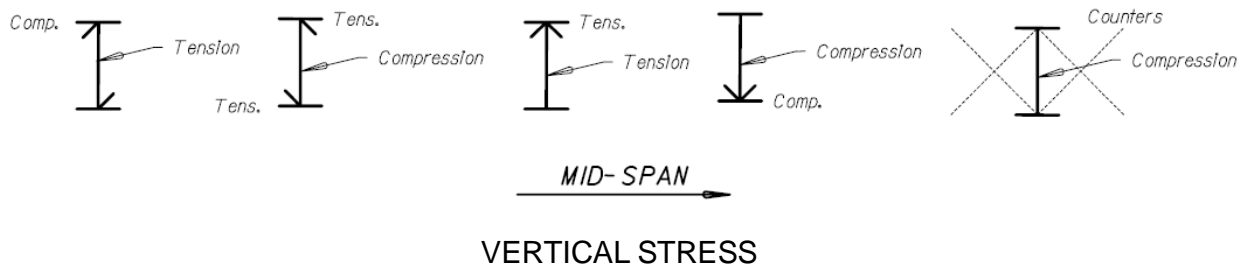 Comp.
Tension
Tens.
Compression
Tens.
Tens.
Tension
Compression
Comp.
Counters
Compression
MID-SPAN
VERTICAL STRESS